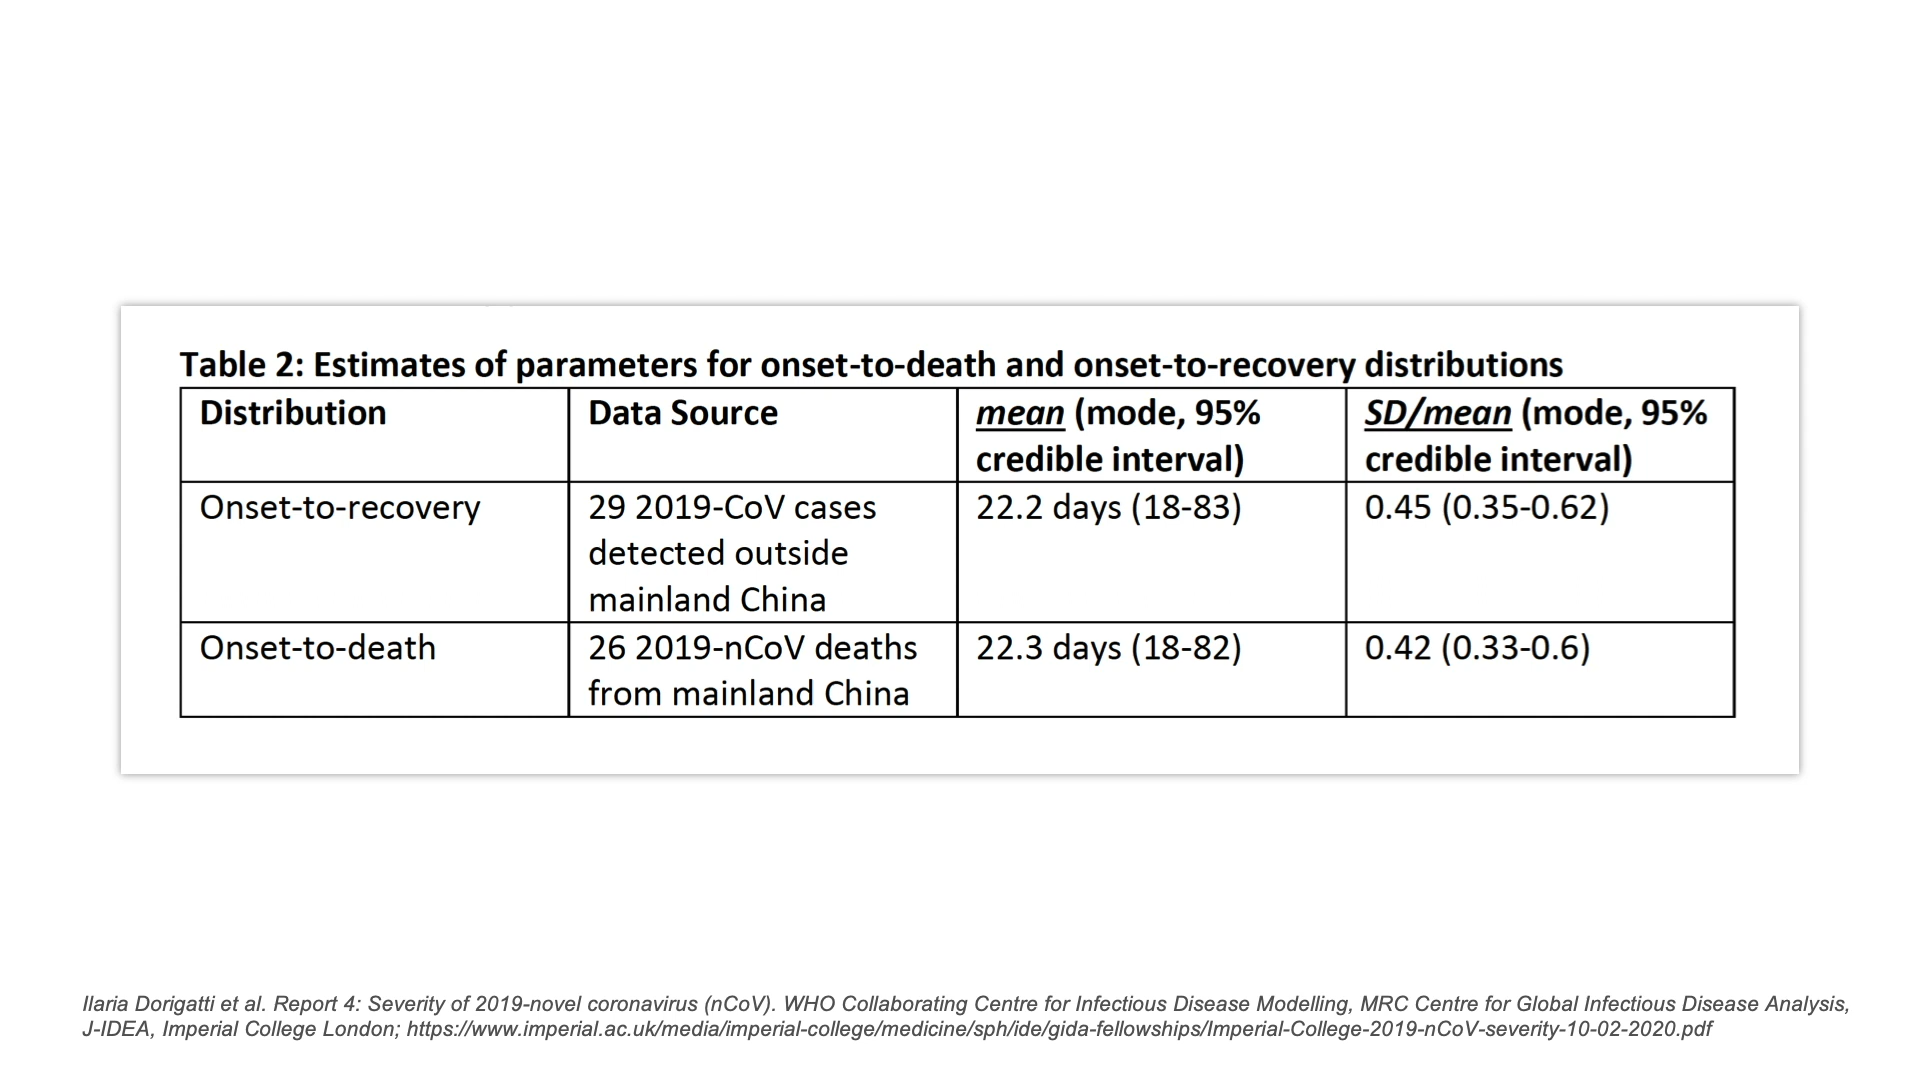 Table 2: Estimates of parameters for onset-to-death and onset-to-recovery distributions
Distribution
Data Source
mean (mode, 95%
credible interval)
SD/mean (mode, 95%
credible interval)
Onset-to-recovery
29 2019-CoV cases
detected outside
mainland China
22.2 days (18-83)
0.45 (0.35-0.62)
Onset-to-death
26 2019-nCoV deaths
from mainland China
22.3 days (18-82)
0.42 (0.33-0.6)
Ilaria Dorigatti et al. Report 4: Severity of 2019-novel coronavirus (nCoV). WHO Collaborating Centre for Infectious Disease Modelling, MRC Centre for Global Infectious Disease Analysis,
J-IDEA, Imperial College London; https://www.imperial.ac.uk/media/imperial-college/medicine/sph/ide/gida-fellowships/Imperial-College-2019-nCoV-severity-10-02-2020.pdf